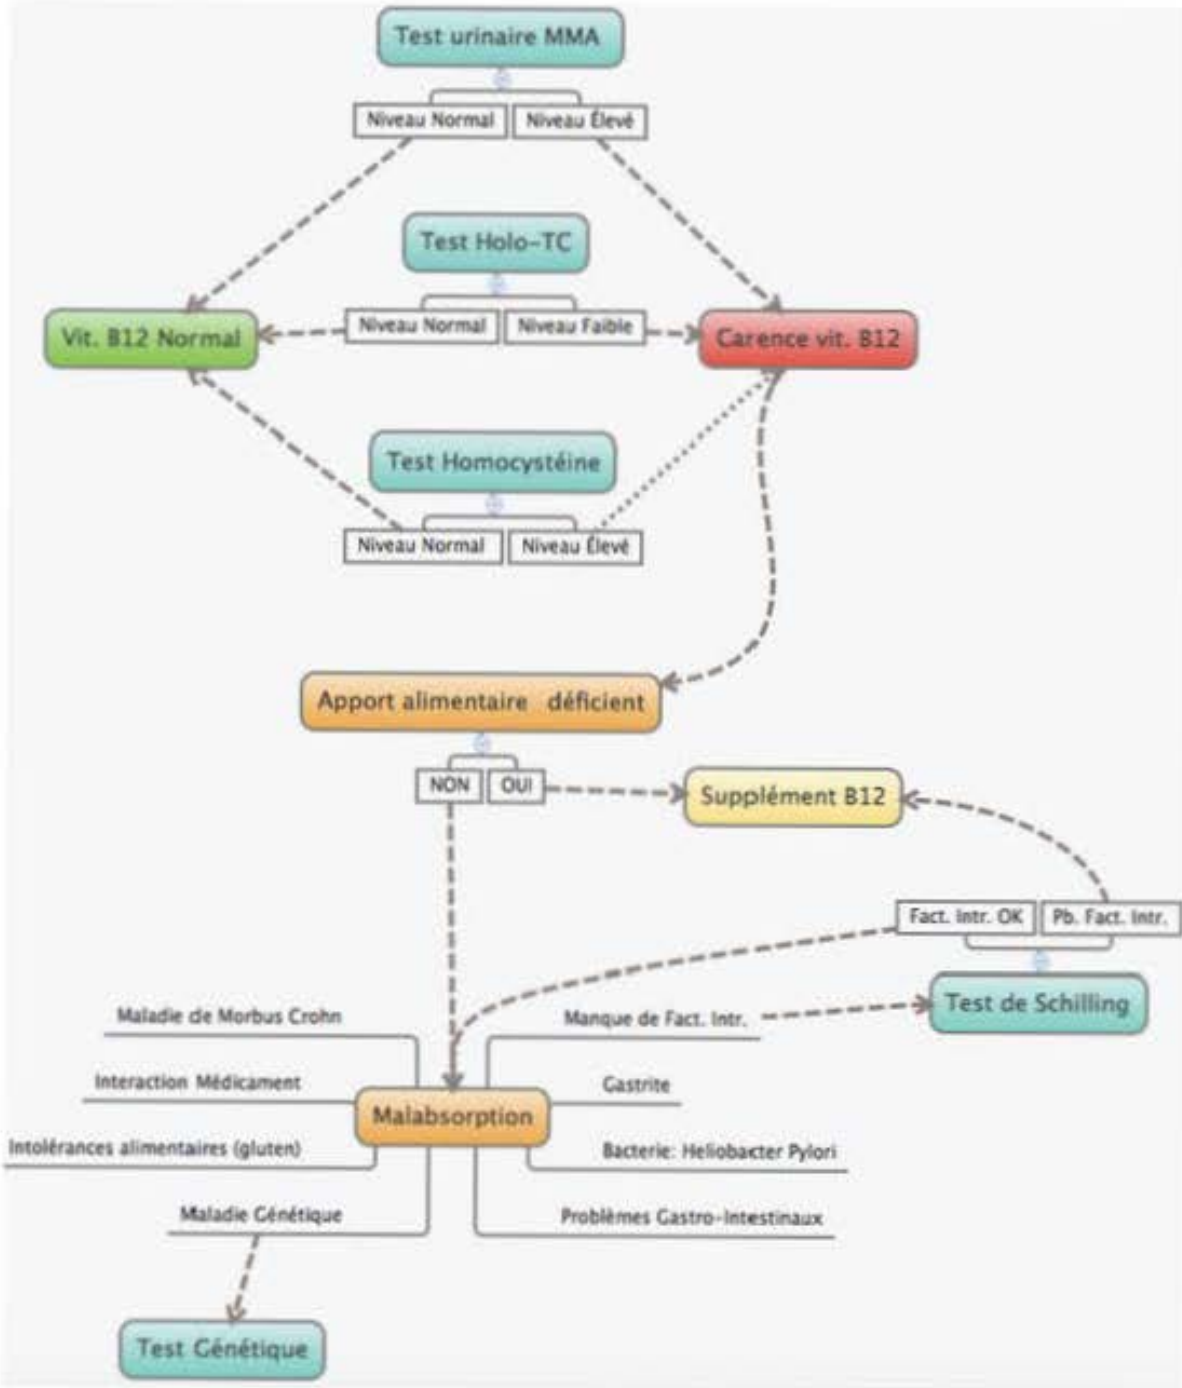 Test urinaire MMA
Niveau Normal
Niveau Élevé
Test Holo-TC
Niveau Normal
Niveau Faible
Vit. B12 Normal
Carence vit. B12
Test Homocystéine
Niveau Normal
Niveau Élevé
Apport alimentaire déficient
NON
OUI
Supplément B12
Fact. Intr. OK
Pb. Fact. Intr.
Test de Schilling
Maladie de Morbus Crohn
Manque de Fact. Intr.
Interaction Médicament
Gastrite
Malabsorption
Intolérances alimentaires (gluten)
Bacterie: Heliobacter Pylori
Maladie Génétique
Problèmes Gastro-Intestinaux
Test Génétique